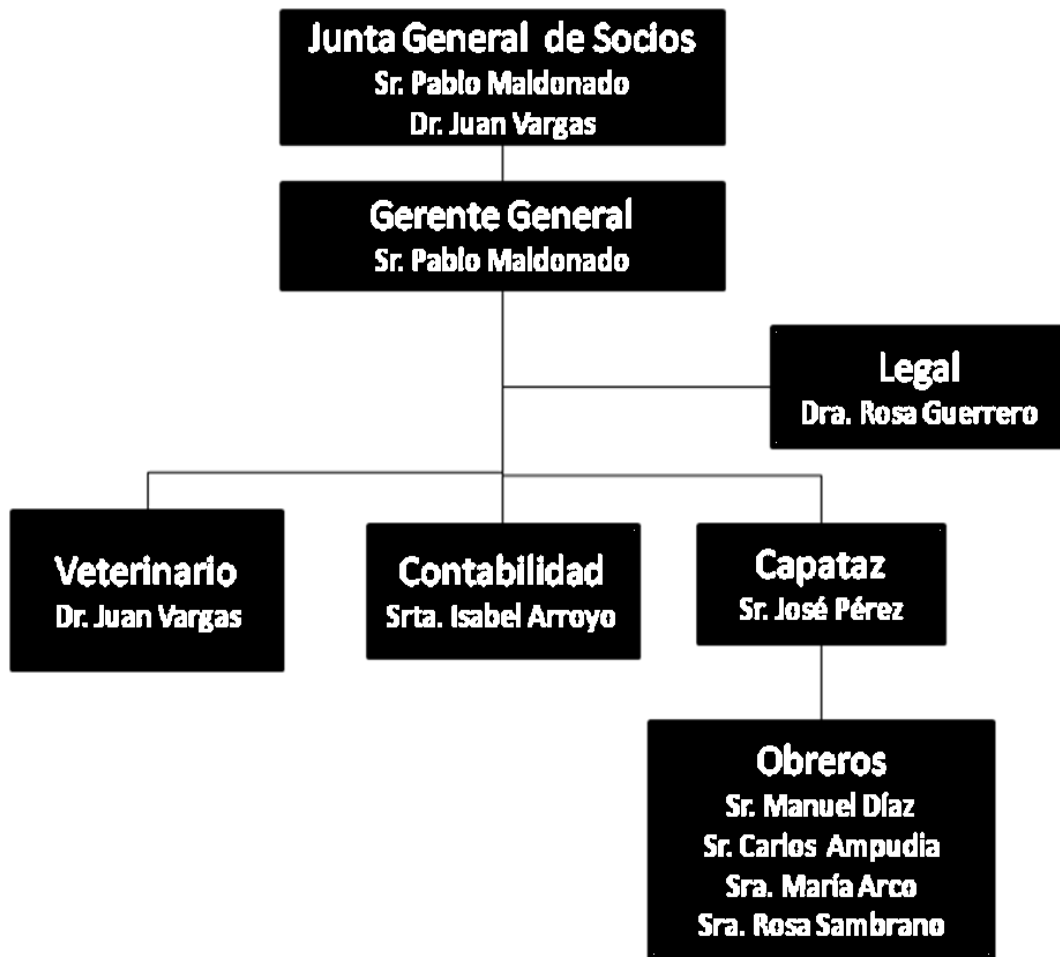 Junta General de Socios
Sr. Pablo Maldonado
Dr. Juan Vargas
Gerente General
Sr. Pablo Maldonado
Legal
Dra. Rosa Guerrero
Veterinario
Dr. Juan Vargas
Contabilidad
Srta. Isabel Arroyo
Capataz
Sr. José Pérez
Obreros
Sr. Manuel Díaz
Sr. Carlos Ampudia
Sra. María Arco
Sra. Rosa Sambrano